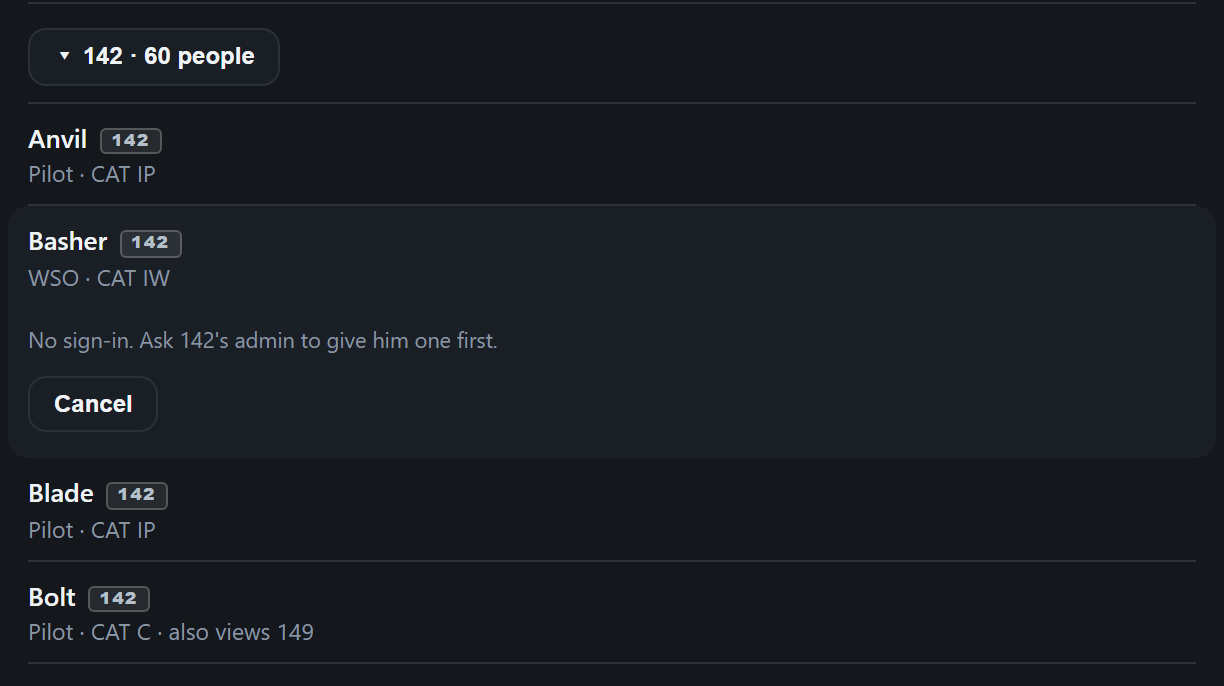 ▼ 142 · 60 people
Anvil 142
Pilot · CAT IP
Basher 142
WSO · CAT IW
No sign-in. Ask 142's admin to give him one first.
Cancel
Blade 142
Pilot · CAT IP
Bolt 142
Pilot · CAT C · also views 149